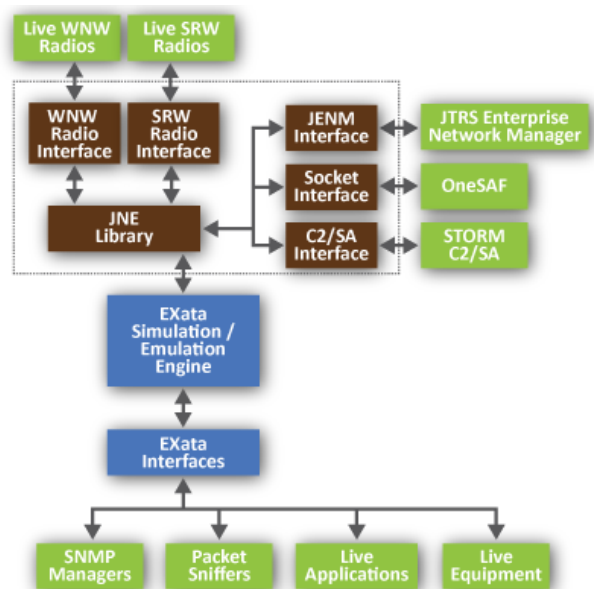 Live WNW
Radios
Live SRW
Radios
WNW
Radio
Interface
SRW
Radio
Interface
JENM
Interface
JTRS Enterprise
Network Manager
Socket
Interface
OneSAF
JNE
Library
C2/SA
Interface
STORM
C2/SA
EXata
Simulation /
Emulation
Engine
EXata
Interfaces
SNMP
Managers
Packet
Sniffers
Live
Applications
Live
Equipment